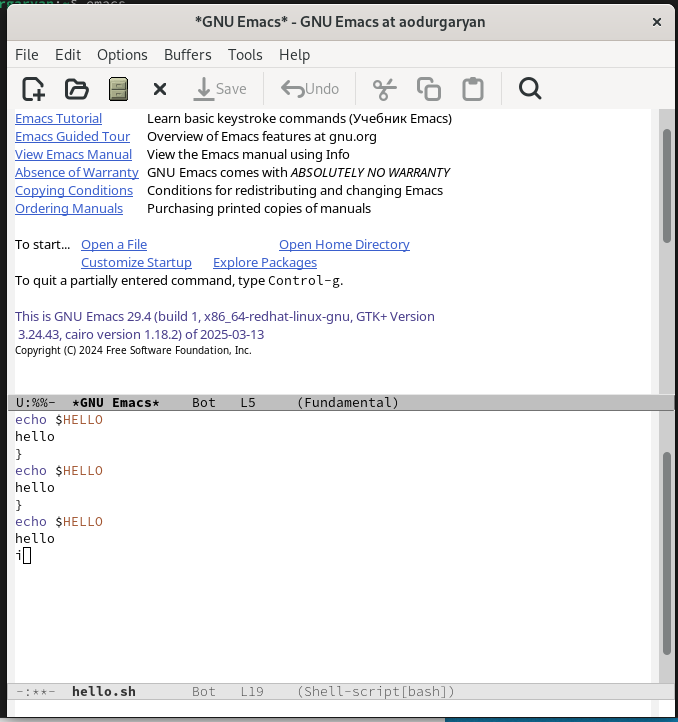 *GNU Emacs* - GNU Emacs at aodurgaryan
File Edit Options Buffers Tools Help
Save Undo
Emacs Tutorial Learn basic keystroke commands (Учебник Emacs)
Emacs Guided Tour Overview of Emacs features at gnu.org
View Emacs Manual View the Emacs manual using Info
Absence of Warranty GNU Emacs comes with ABSOLUTELY NO WARRANTY
Copying Conditions Conditions for redistributing and changing Emacs
Ordering Manuals Purchasing printed copies of manuals
To start... Open a File Open Home Directory
Customize Startup Explore Packages
To quit a partially entered command, type Control-g.
This is GNU Emacs 29.4 (build 1, x86_64-redhat-linux-gnu, GTK+ Version
3.24.43, cairo version 1.18.2) of 2025-03-13
Copyright (C) 2024 Free Software Foundation, Inc.
U:%%- *GNU Emacs* Bot L5 (Fundamental)
echo $HELLO
hello
}
echo $HELLO
hello
}
echo $HELLO
hello
i
-:**- hello.sh Bot L19 (Shell-script[bash])